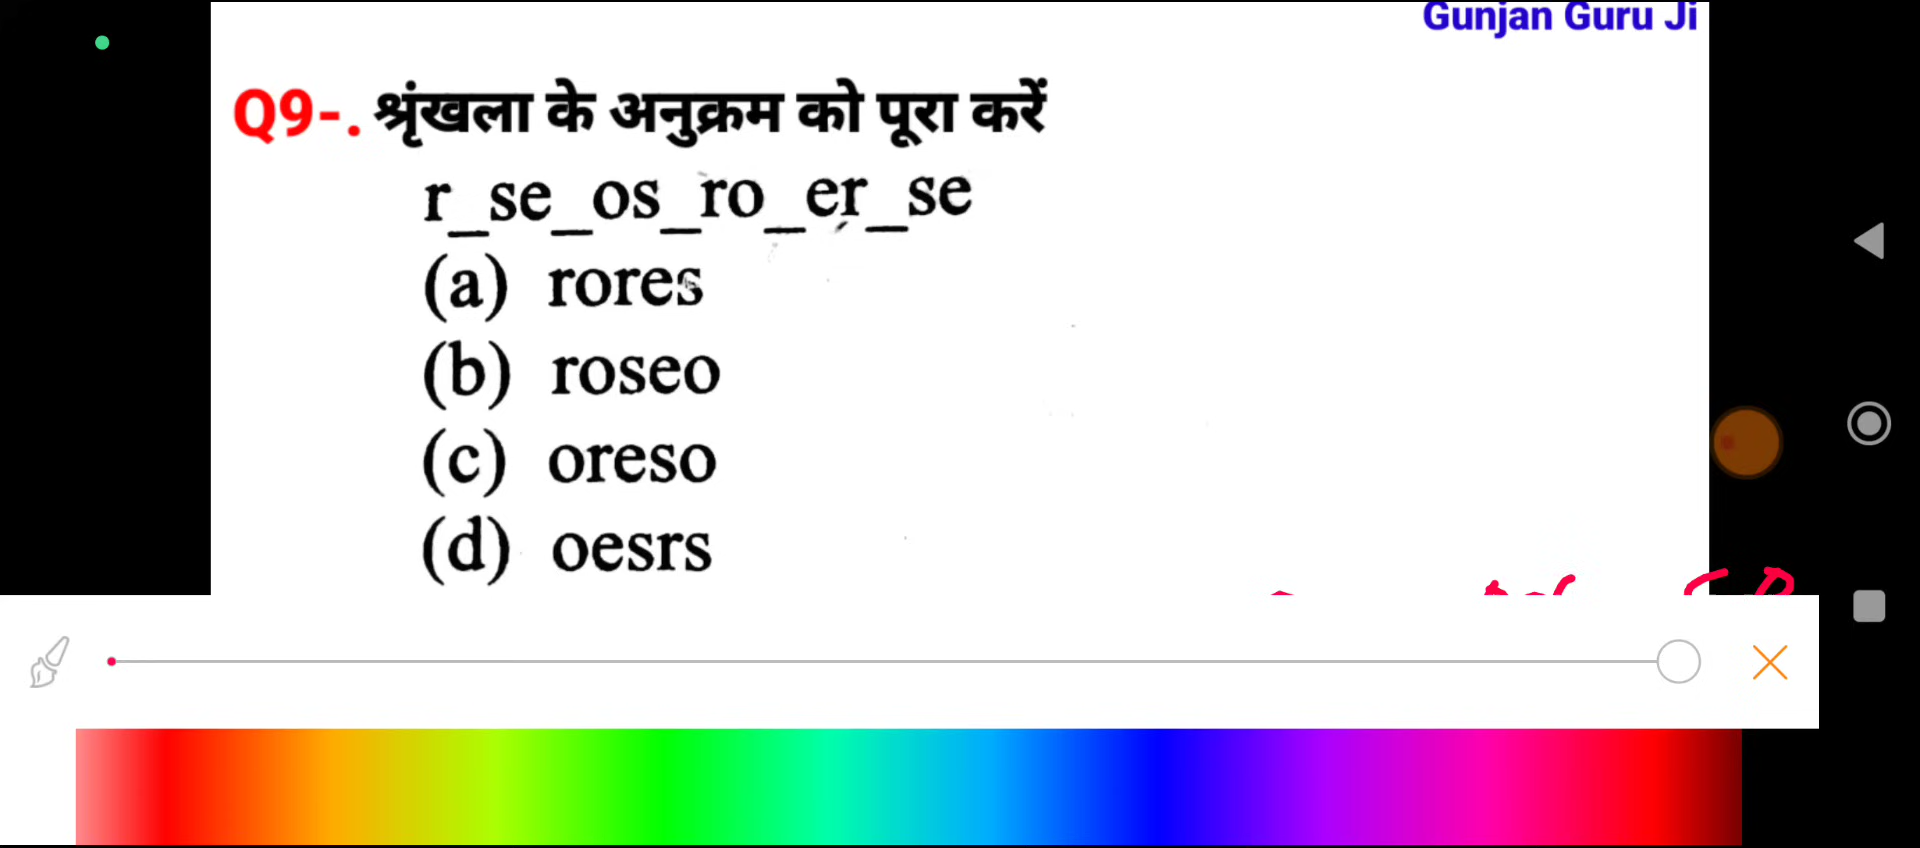 Gunjan Guru Ji
Q9-. श्रृंखला के अनुक्रम को पूरा करें
r_se_os_ro_er_se
(a) rores
(b) roseo
(c) oreso
(d) oesrs